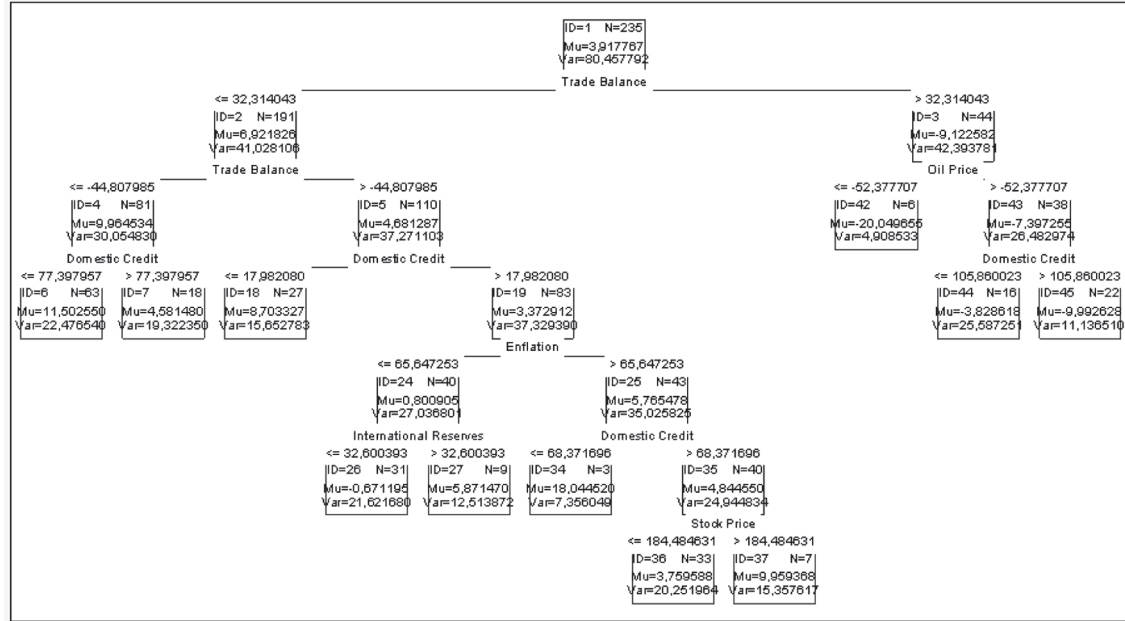 ID=1 N=235
Mu=3,917767
Var=80,457792
Trade Balance
<= 32,314043
> 32,314043
ID=2 N=191
Mu=6,921826
Var=41,028106
Trade Balance
ID=3 N=44
Mu=-9,122582
Var=42,393781
Oil Price
<= -44,807985
> -44,807985
<= -52,377707
> -52,377707
ID=4 N=81
Mu=9,964534
Var=30,054830
Domestic Credit
ID=5 N=110
Mu=4,681287
Var=37,271103
Domestic Credit
ID=42 N=6
Mu=-20,049655
Var=4,908533
ID=43 N=38
Mu=-7,397255
Var=26,482974
Domestic Credit
<= 77,397957
> 77,397957
<= 17,982080
> 17,982080
<= 105,860023
> 105,860023
ID=6 N=63
Mu=11,502550
Var=22,476540
ID=7 N=18
Mu=4,581480
Var=19,322350
ID=18 N=27
Mu=8,703327
Var=15,652783
ID=19 N=83
Mu=3,372912
Var=37,329390
Enflation
ID=44 N=16
Mu=-3,828618
Var=25,587251
ID=45 N=22
Mu=-9,992628
Var=11,136510
<= 65,647253
> 65,647253
ID=24 N=40
Mu=0,800905
Var=27,036801
International Reserves
ID=25 N=43
Mu=5,765478
Var=35,025825
Domestic Credit
<= 32,600393
> 32,600393
<= 68,371696
> 68,371696
ID=26 N=31
Mu=-0,671195
Var=21,621680
ID=27 N=9
Mu=5,871470
Var=12,513872
ID=34 N=3
Mu=18,044520
Var=7,356049
ID=35 N=40
Mu=4,844550
Var=24,944834
Stock Price
<= 184,484631
> 184,484631
ID=36 N=33
Mu=3,759588
Var=20,251964
ID=37 N=7
Mu=9,959368
Var=15,357617